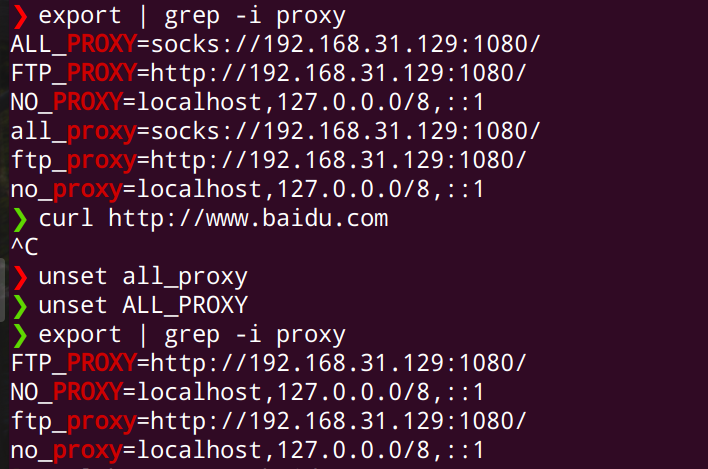 ❯ export | grep -i proxy
ALL_PROXY=socks://192.168.31.129:1080/
FTP_PROXY=http://192.168.31.129:1080/
NO_PROXY=localhost,127.0.0.0/8,::1
all_proxy=socks://192.168.31.129:1080/
ftp_proxy=http://192.168.31.129:1080/
no_proxy=localhost,127.0.0.0/8,::1
❯ curl http://www.baidu.com
^C
❯ unset all_proxy
❯ unset ALL_PROXY
❯ export | grep -i proxy
FTP_PROXY=http://192.168.31.129:1080/
NO_PROXY=localhost,127.0.0.0/8,::1
ftp_proxy=http://192.168.31.129:1080/
no_proxy=localhost,127.0.0.0/8,::1